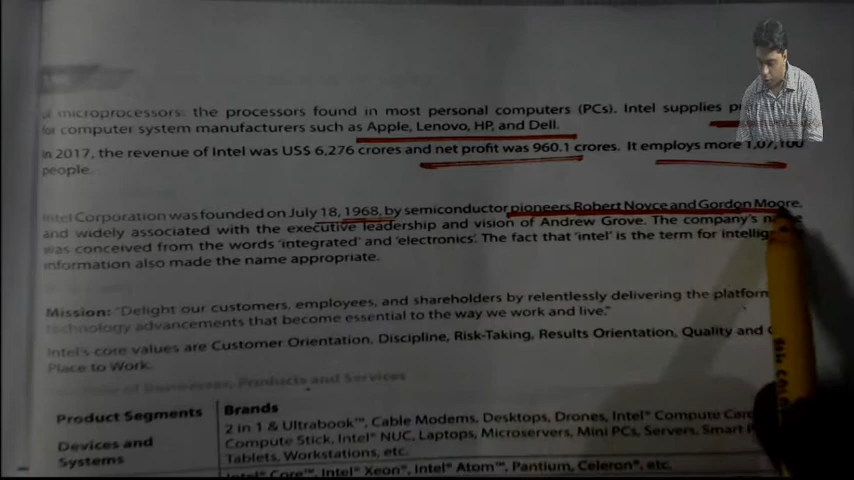 microprocessors: the processors found in most personal computers (PCs). Intel supplies
for computer system manufacturers such as Apple, Lenovo, HP, and Dell.
In 2017, the revenue of Intel was US$ 6,276 crores and net profit was 960.1 crores. It employs more 1,07,100
people.
Intel Corporation was founded on July 18, 1968, by semiconductor pioneers Robert Noyce and Gordon Moore,
and widely associated with the executive leadership and vision of Andrew Grove. The company's
was conceived from the words 'integrated' and 'electronics'. The fact that 'intel' is the term for
information also made the name appropriate.
Mission: "Delight our customers, employees, and shareholders by relentlessly delivering the
technology advancements that become essential to the way we work and live."
Intel's core values are Customer Orientation, Discipline, Risk-Taking, Results Orientation, Quality and
Place to Work.
of Businesses, Products and Services
Product Segments
Brands
Devices and
Systems
2 in 1 & Ultrabook™, Cable Modems, Desktops, Drones, Intel® Compute
Compute Stick, Intel® NUC, Laptops, Microservers, Mini PCs, Servers, Smart
Tablets, Workstations, etc.
Intel® Core™, Intel® Xeon®, Intel® Atom™, Pantium, Celeron®, etc.